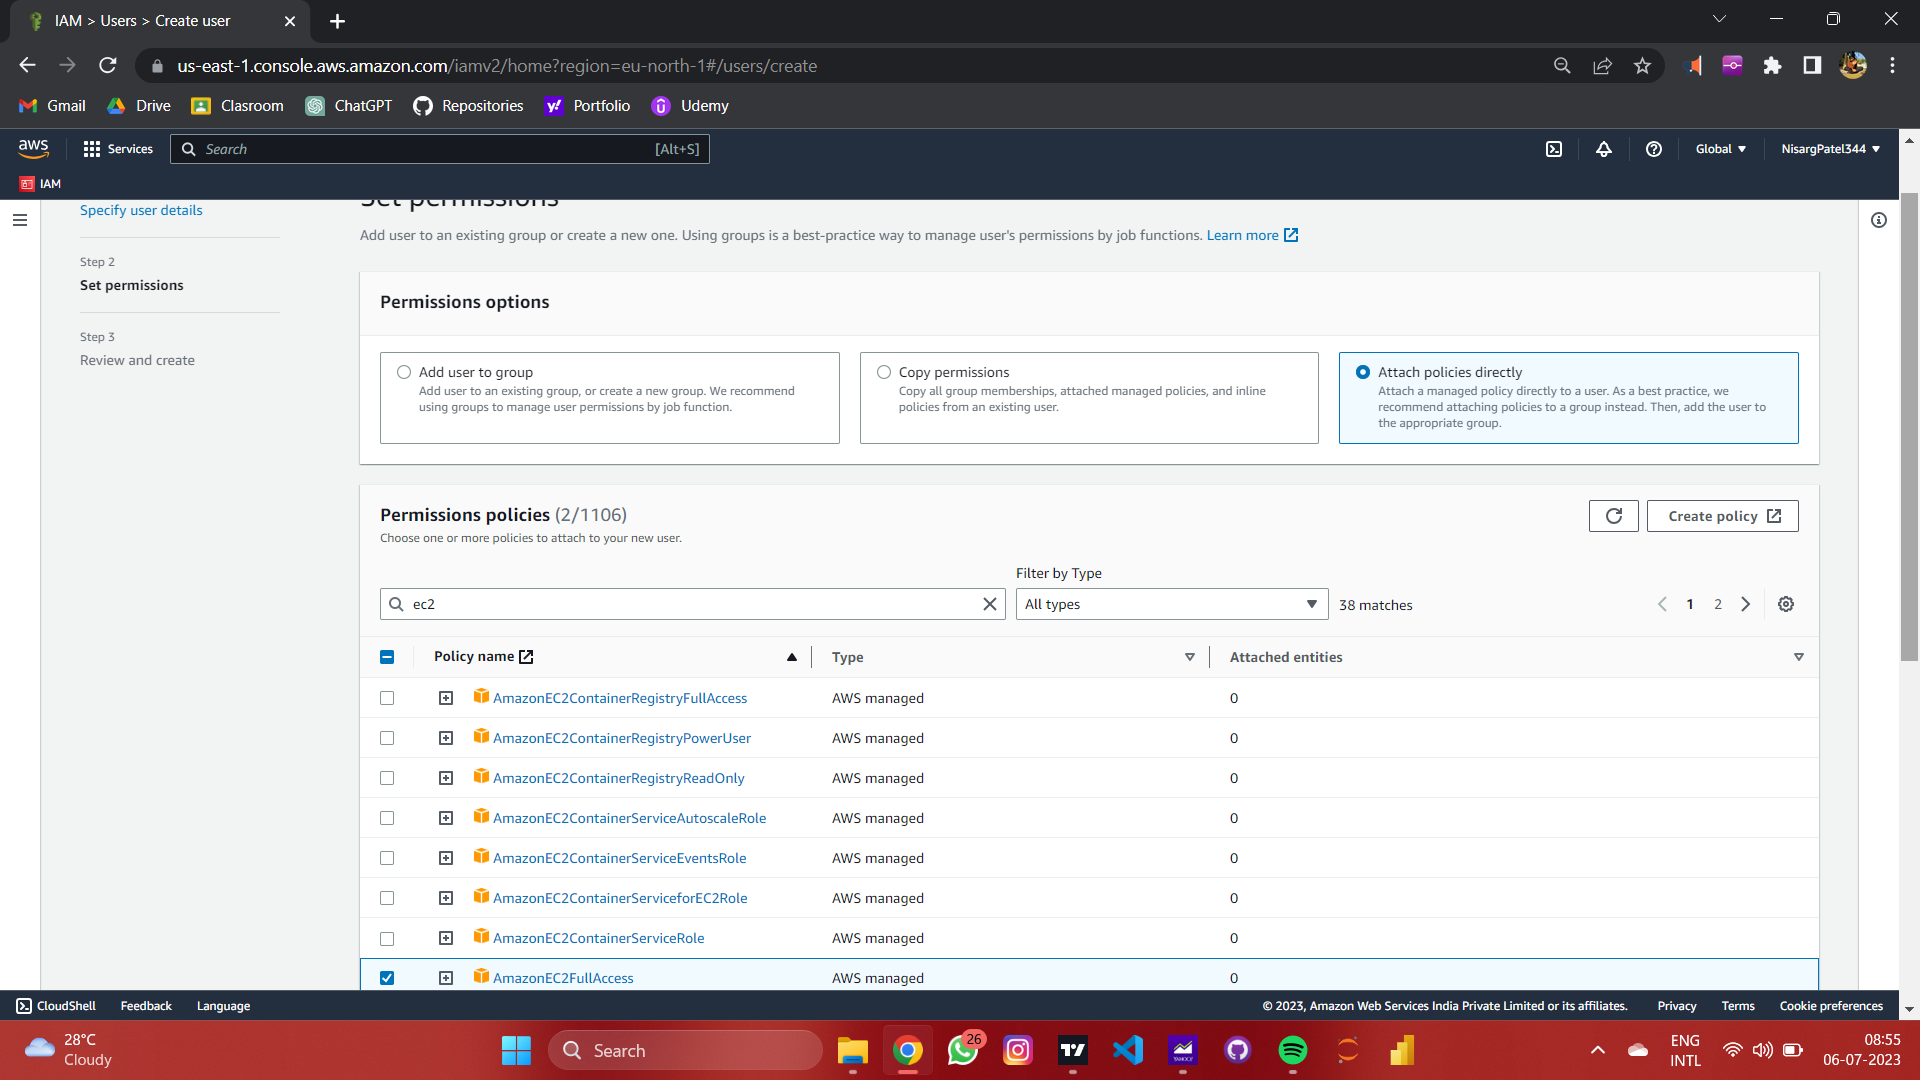 IAM > Users > Create user
us-east-1.console.aws.amazon.com/iamv2/home?region=eu-north-1#/users/create
Gmail
Drive
Clasroom
ChatGPT
Repositories
Portfolio
Udemy
aws
Services
Search
[Alt+S]
Global
NisargPatel344
IAM
Specify user details
Step 2
Set permissions
Step 3
Review and create
Set permissions
Add user to an existing group or create a new one. Using groups is a best-practice way to manage user's permissions by job functions. Learn more
Permissions options
Add user to group
Add user to an existing group, or create a new group. We recommend
using groups to manage user permissions by job function.
Copy permissions
Copy all group memberships, attached managed policies, and inline
policies from an existing user.
Attach policies directly
Attach a managed policy directly to a user. As a best practice, we
recommend attaching policies to a group instead. Then, add the user to
the appropriate group.
Permissions policies (2/1106)
Choose one or more policies to attach to your new user.
Create policy
Filter by Type
ec2
All types
38 matches
1
2
Policy name
Type
Attached entities
AmazonEC2ContainerRegistryFullAccess AWS managed 0
AmazonEC2ContainerRegistryPowerUser AWS managed 0
AmazonEC2ContainerRegistryReadOnly AWS managed 0
AmazonEC2ContainerServiceAutoscaleRole AWS managed 0
AmazonEC2ContainerServiceEventsRole AWS managed 0
AmazonEC2ContainerServiceforEC2Role AWS managed 0
AmazonEC2ContainerServiceRole AWS managed 0
AmazonEC2FullAccess AWS managed 0
CloudShell
Feedback
Language
© 2023, Amazon Web Services India Private Limited or its affiliates.
Privacy
Terms
Cookie preferences
28°C
Cloudy
Search
26
ENG
INTL
08:55
06-07-2023